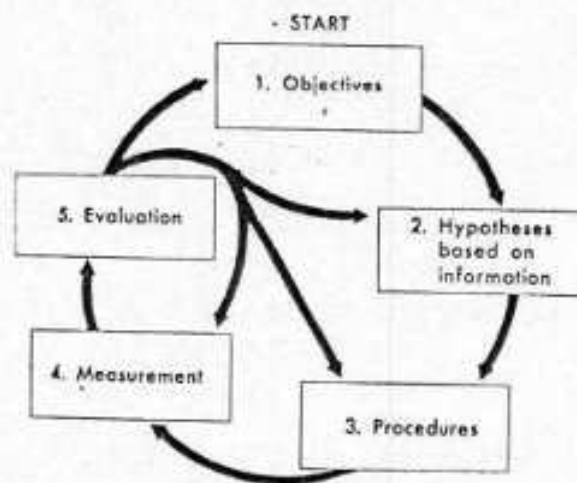 - START
1. Objectives
2. Hypotheses
based on
information
3. Procedures
4. Measurement
5. Evaluation